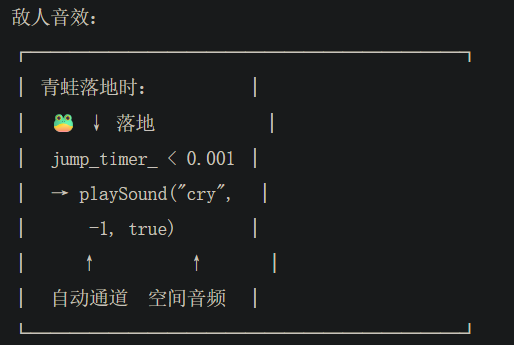 敌人音效：
┌─────────────────────────────────────────┐
│ 青蛙落地时：          │
│  🐸 ↓ 落地           │
│  jump_timer_ < 0.001 │
│  → playSound("cry",   │
│      -1, true)       │
│      ↑         ↑       │
│  自动通道  空间音频  │
└─────────────────────────────────────────┘